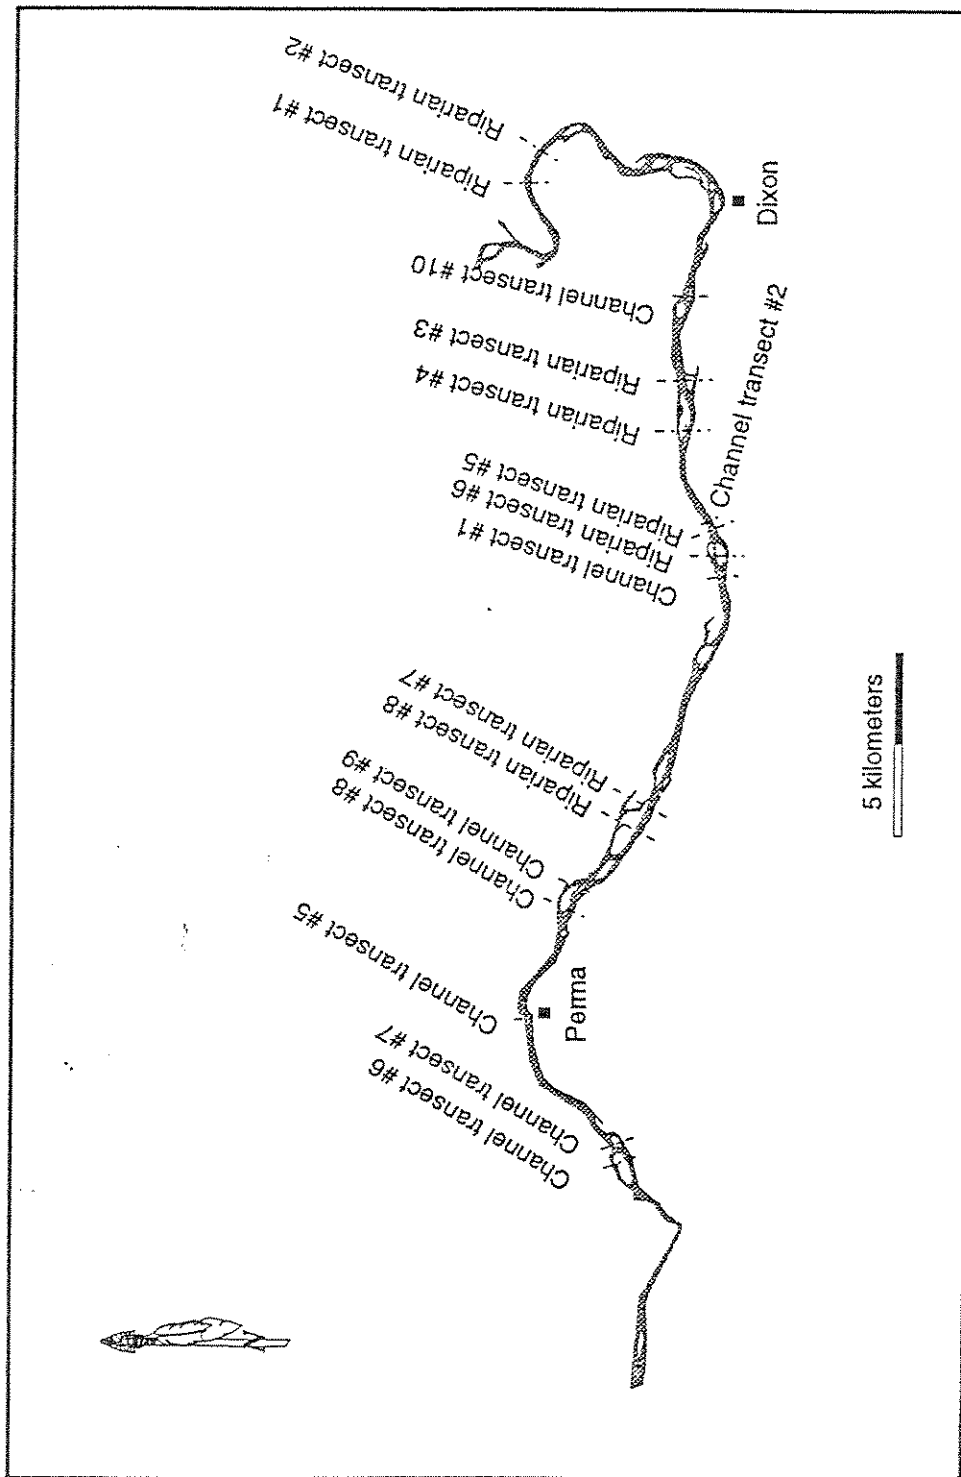 Riparian transect #2
Riparian transect #1
Channel transect #10
Riparian transect #3
Riparian transect #4
Riparian transect #5
Riparian transect #6
Channel transect #1
Channel transect #2
Riparian transect #7
Riparian transect #8
Channel transect #9
Channel transect #8
Channel transect #5
Channel transect #7
Channel transect #6
Dixon
Perma
5 kilometers